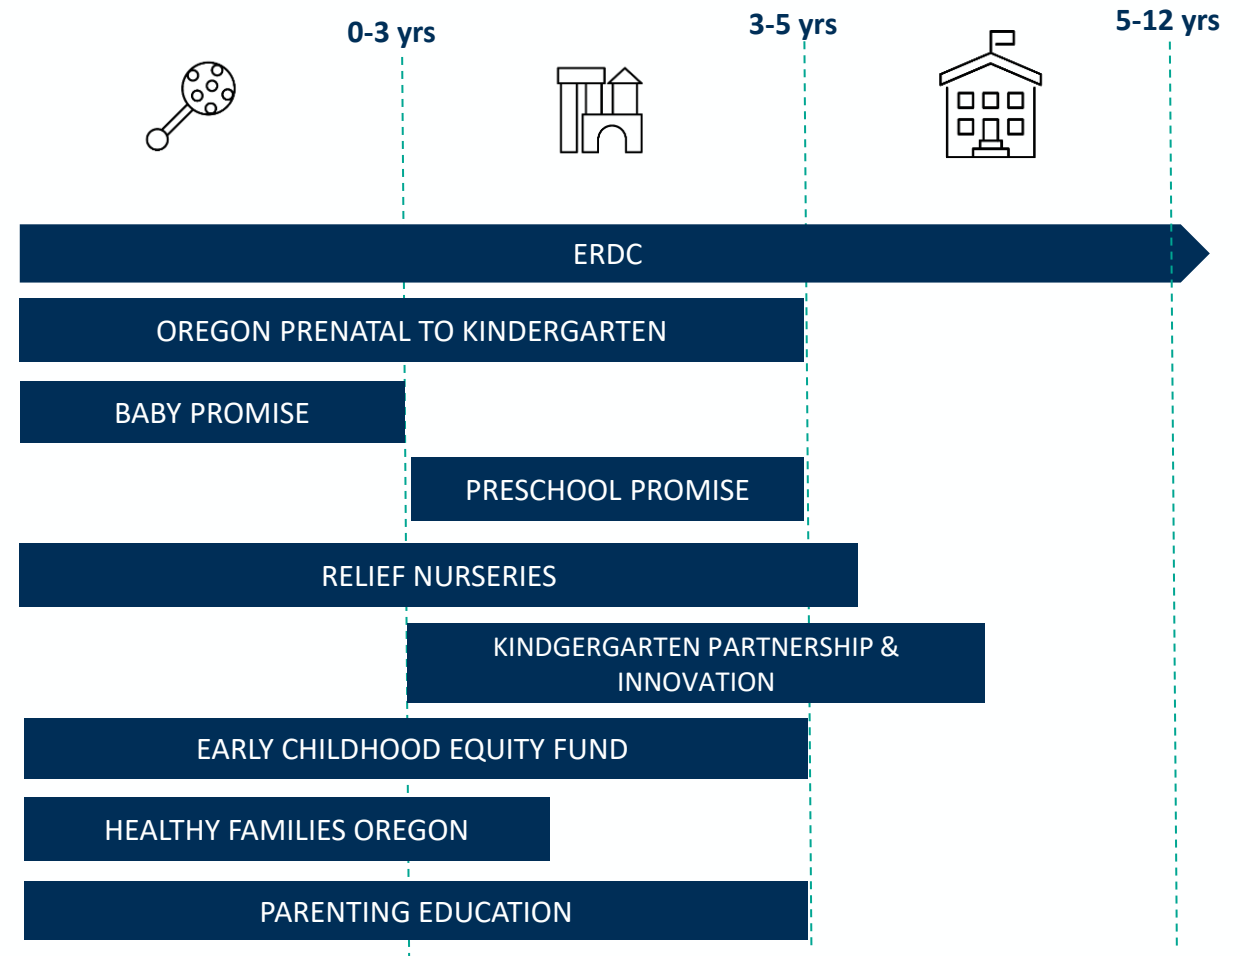 0-3 yrs
3-5 yrs
5-12 yrs
ERDC
OREGON PRENATAL TO KINDERGARTEN
BABY PROMISE
PRESCHOOL PROMISE
RELIEF NURSERIES
KINDGERGARTEN PARTNERSHIP &
INNOVATION
EARLY CHILDHOOD EQUITY FUND
HEALTHY FAMILIES OREGON
PARENTING EDUCATION